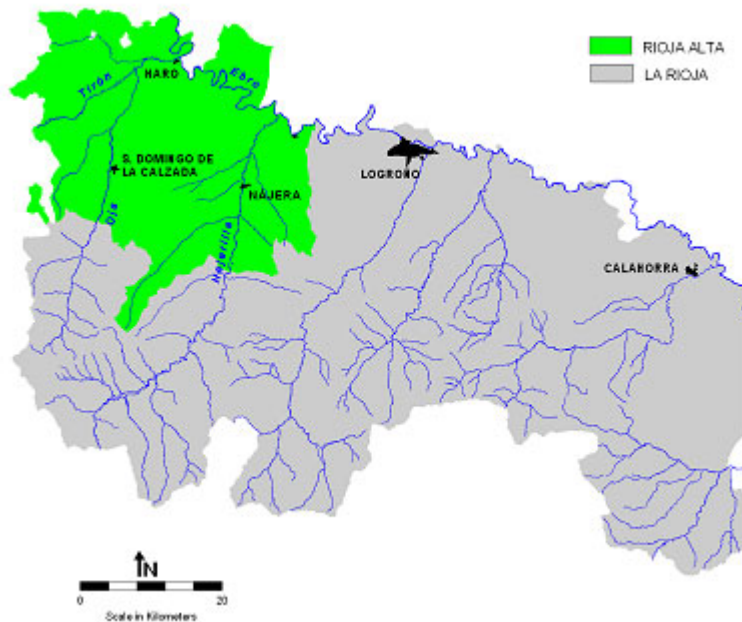 RIOJA ALTA
LA RIOJA
HARO
Ebro
Tirón
S. DOMINGO DE
LA CALZADA
NÁJERA
LOGROÑO
Oja
Najerilla
CALAHORRA
N
0 20
Scale in Kilometers